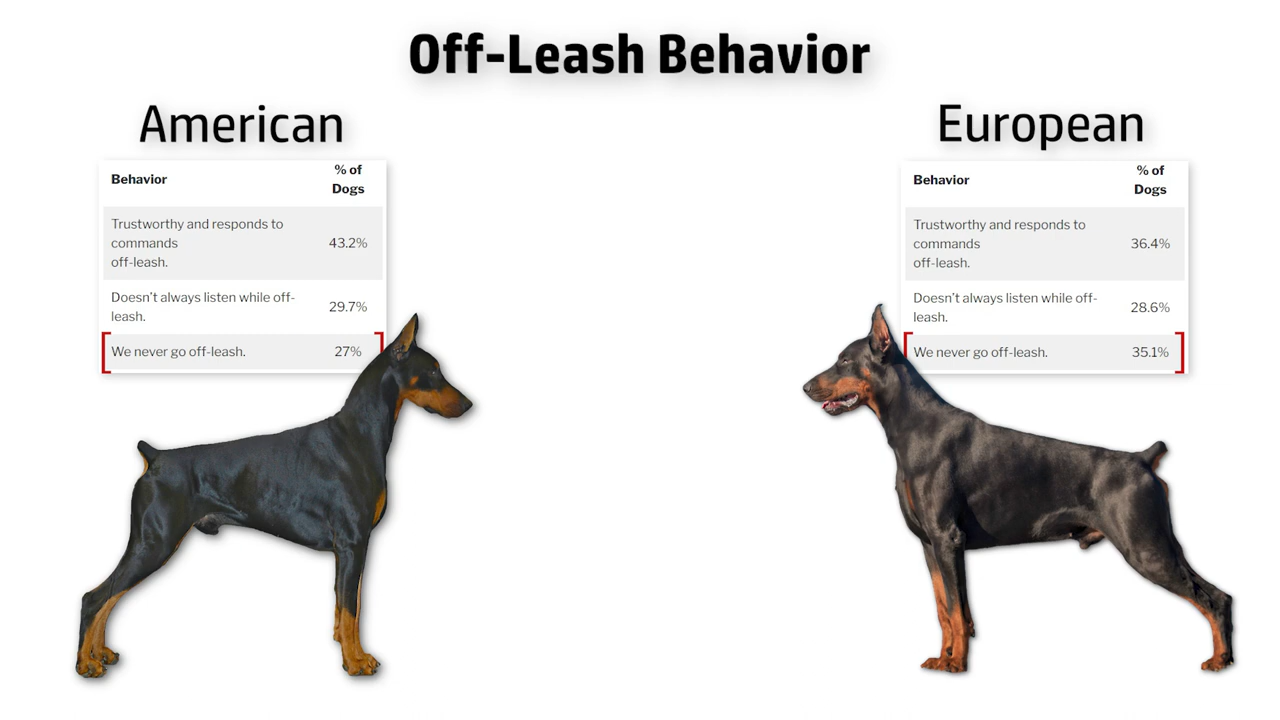 Off-Leash Behavior
American
Behavior
% of
Dogs
Trustworthy and responds to
commands
off-leash.
43.2%
Doesn't always listen while off-
leash.
29.7%
We never go off-leash.
27%
European
Behavior
% of
Dogs
Trustworthy and responds to
commands
off-leash.
36.4%
Doesn't always listen while off-
leash.
28.6%
We never go off-leash.
35.1%